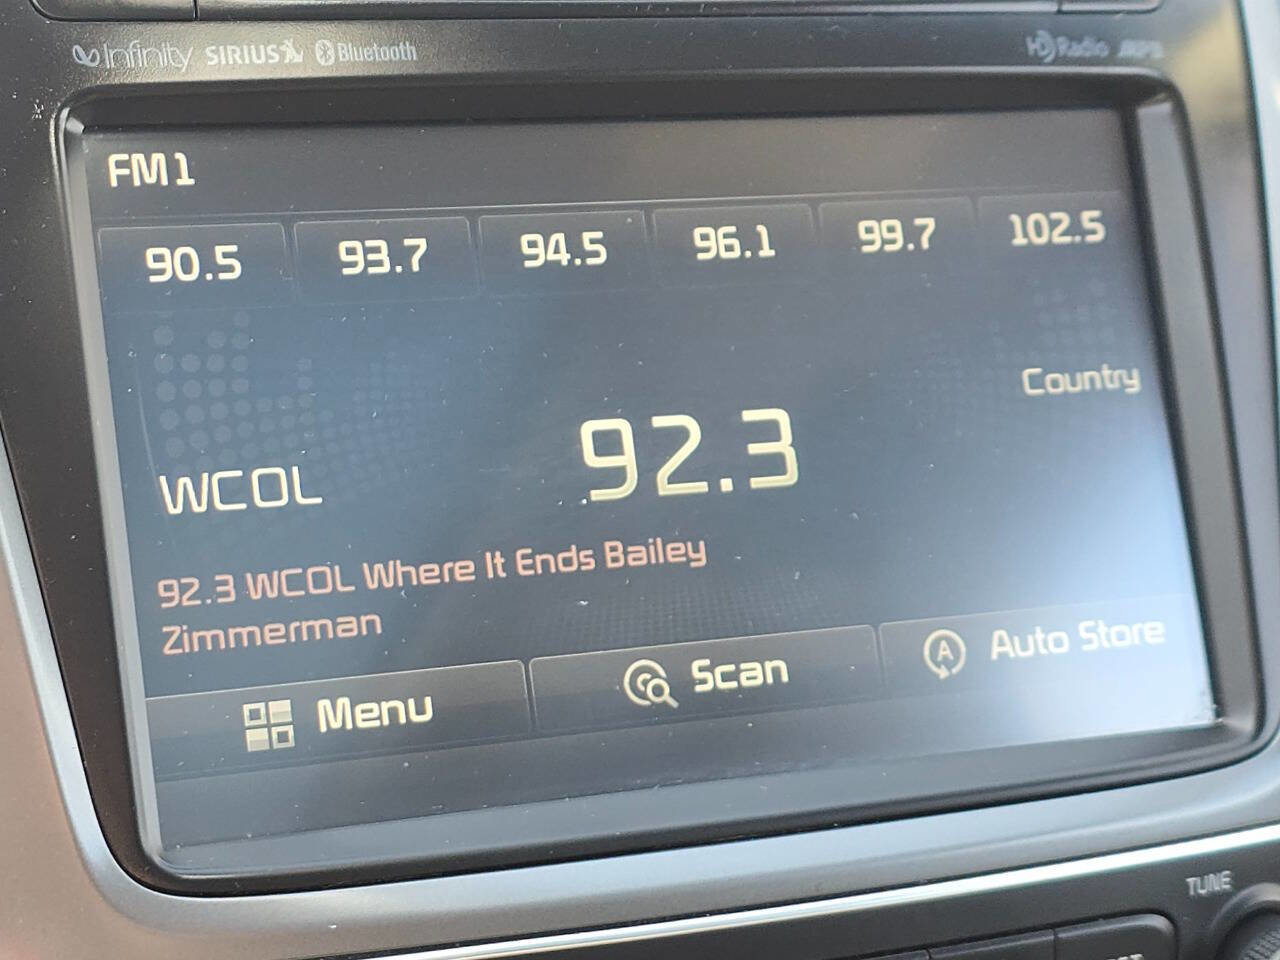 Infinity SIRIUS Bluetooth HD Radio
FM1
90.5 93.7 94.5 96.1 99.7 102.5
Country
WCOL 92.3
92.3 WCOL Where It Ends Bailey
Zimmerman
Menu Scan A Auto Store
TUNE